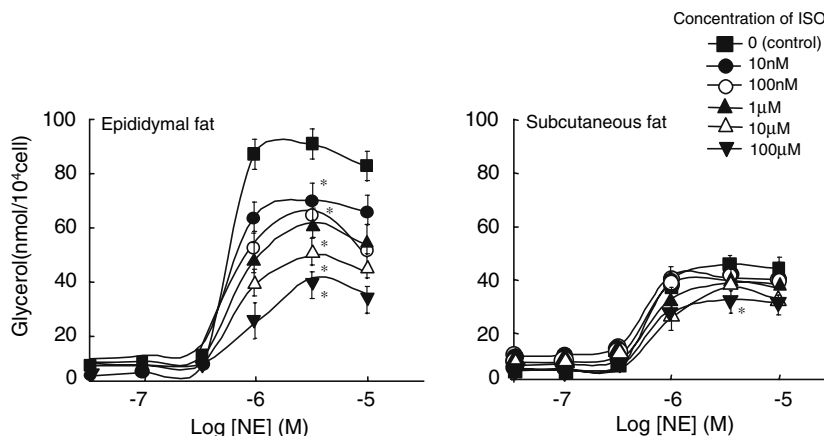 Concentration of ISO
0 (control)
10nM
100nM
1μM
10μM
100μM
Epididymal fat
Subcutaneous fat
Glycerol(nmol/10⁴cell)
100
80
60
40
20
0
100
80
60
40
20
0
*
*
*
*
*
*
-7
-6
-5
-7
-6
-5
Log [NE] (M)
Log [NE] (M)